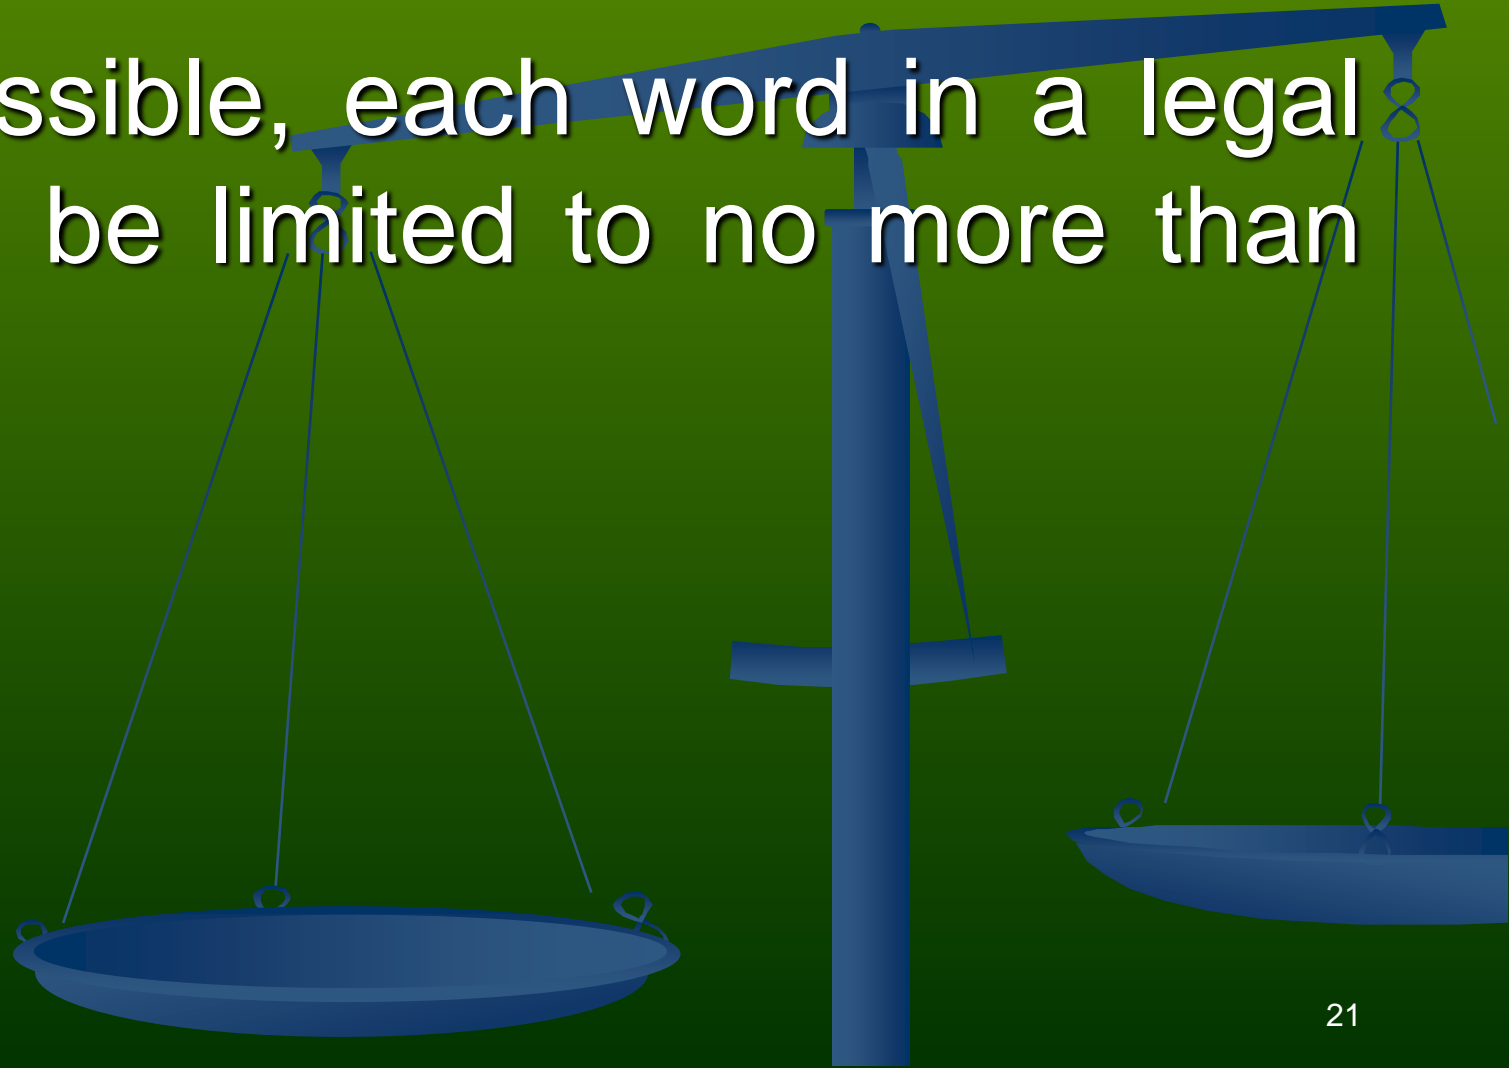 ssible, each word in a legal
be limited to no more than
21